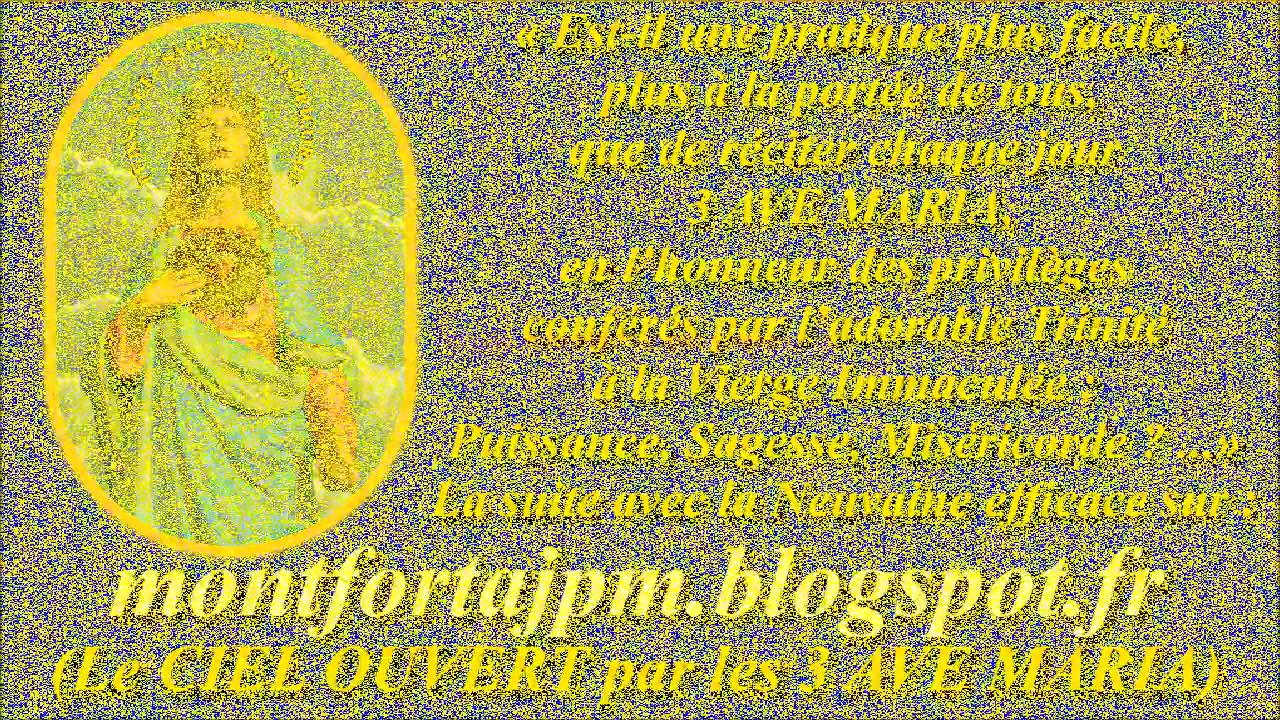 « Est-il une pratique plus facile,
plus à la portée de tous,
que de réciter chaque jour
3 AVE MARIA,
en l'honneur des privilèges
conférés par l'adorable Trinité
à la Vierge Immaculée :
Puissance, Sagesse, Miséricorde ?...»
La suite avec la Neuvaine efficace sur :
montfortajpm.blogspot.fr
(Le CIEL OUVERT par les 3 AVE MARIA)